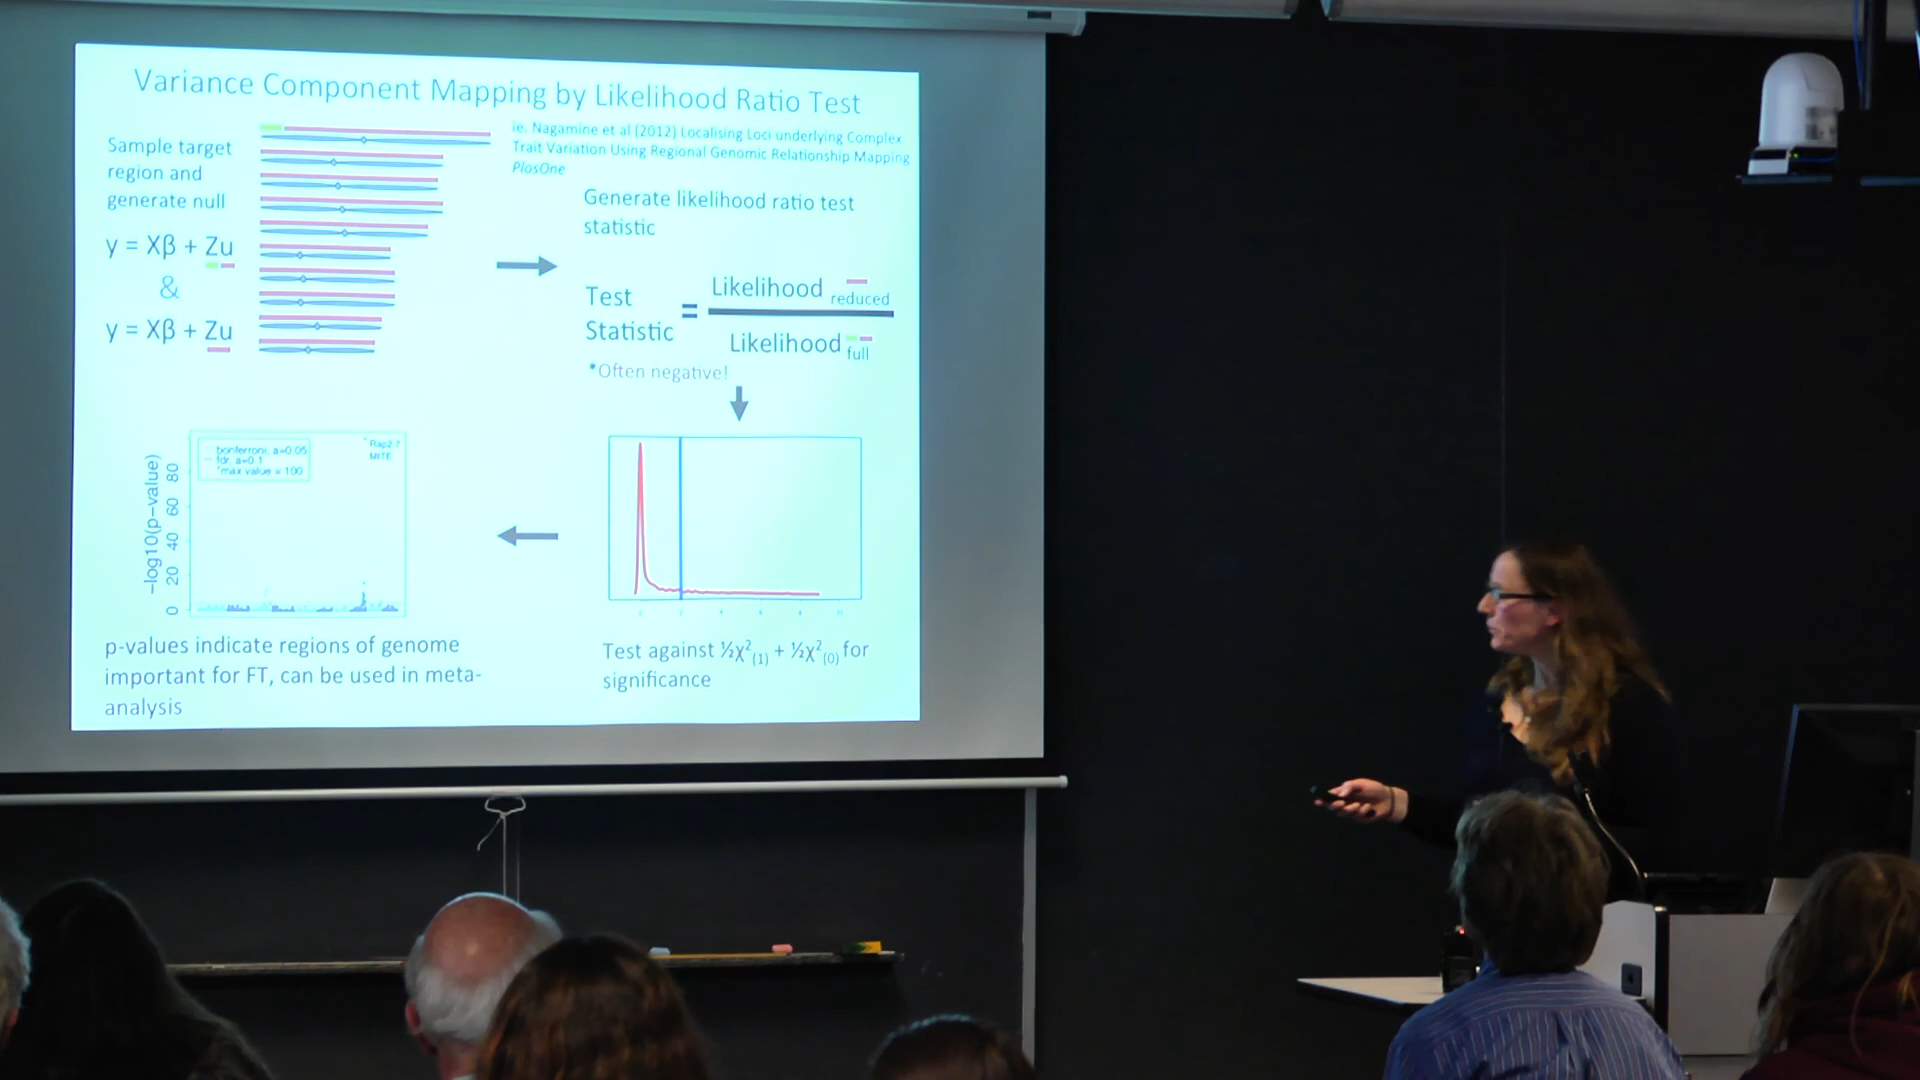 Variance Component Mapping by Likelihood Ratio Test
ie. Nagamine et al (2012) Localising Loci underlying Complex
Trait Variation Using Regional Genomic Relationship Mapping
PlosOne
Sample target
region and
generate null
y = Xβ + Zu
&
y = Xβ + Zu
Generate likelihood ratio test
statistic
Test
Statistic
=
Likelihood reduced
Likelihood full
*Often negative!
bonferroni, a=0.05
fdr, a=0.1
*max value = 100
* Rap2.7
MITE
−log10(p−value)
80
60
40
20
0
p-values indicate regions of genome
important for FT, can be used in meta-
analysis
Test against ½χ²(1) + ½χ²(0) for
significance